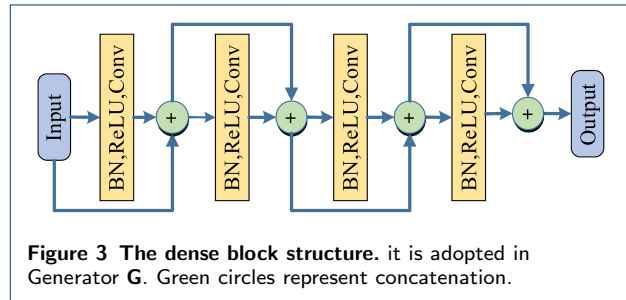 Input
BN,ReLU,Conv
+
BN,ReLU,Conv
+
BN,ReLU,Conv
+
BN,ReLU,Conv
+
Output
Figure 3 The dense block structure. it is adopted in
Generator G. Green circles represent concatenation.